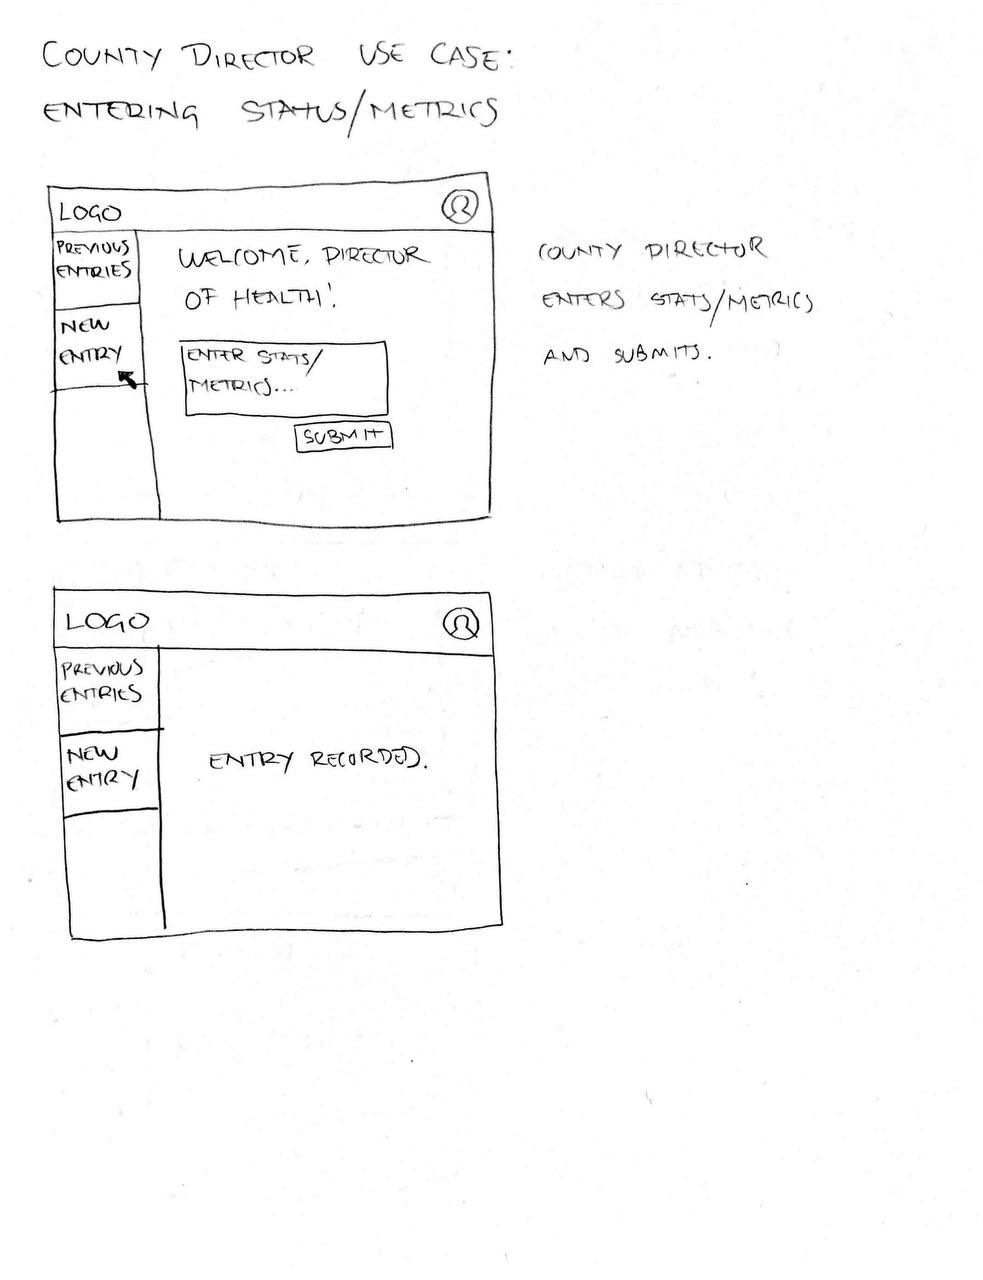 COUNTY DIRECTOR USE CASE:
ENTERING STATUS/METRICS
LOGO
PREVIOUS
ENTRIES
NEW
ENTRY
WELCOME, DIRECTOR
OF HEALTH!
ENTER STATS/
METRICS...
SUBMIT
COUNTY DIRECTOR
ENTERS STATS/METRICS
AND SUBMITS.
LOGO
PREVIOUS
ENTRIES
NEW
ENTRY
ENTRY RECORDED.